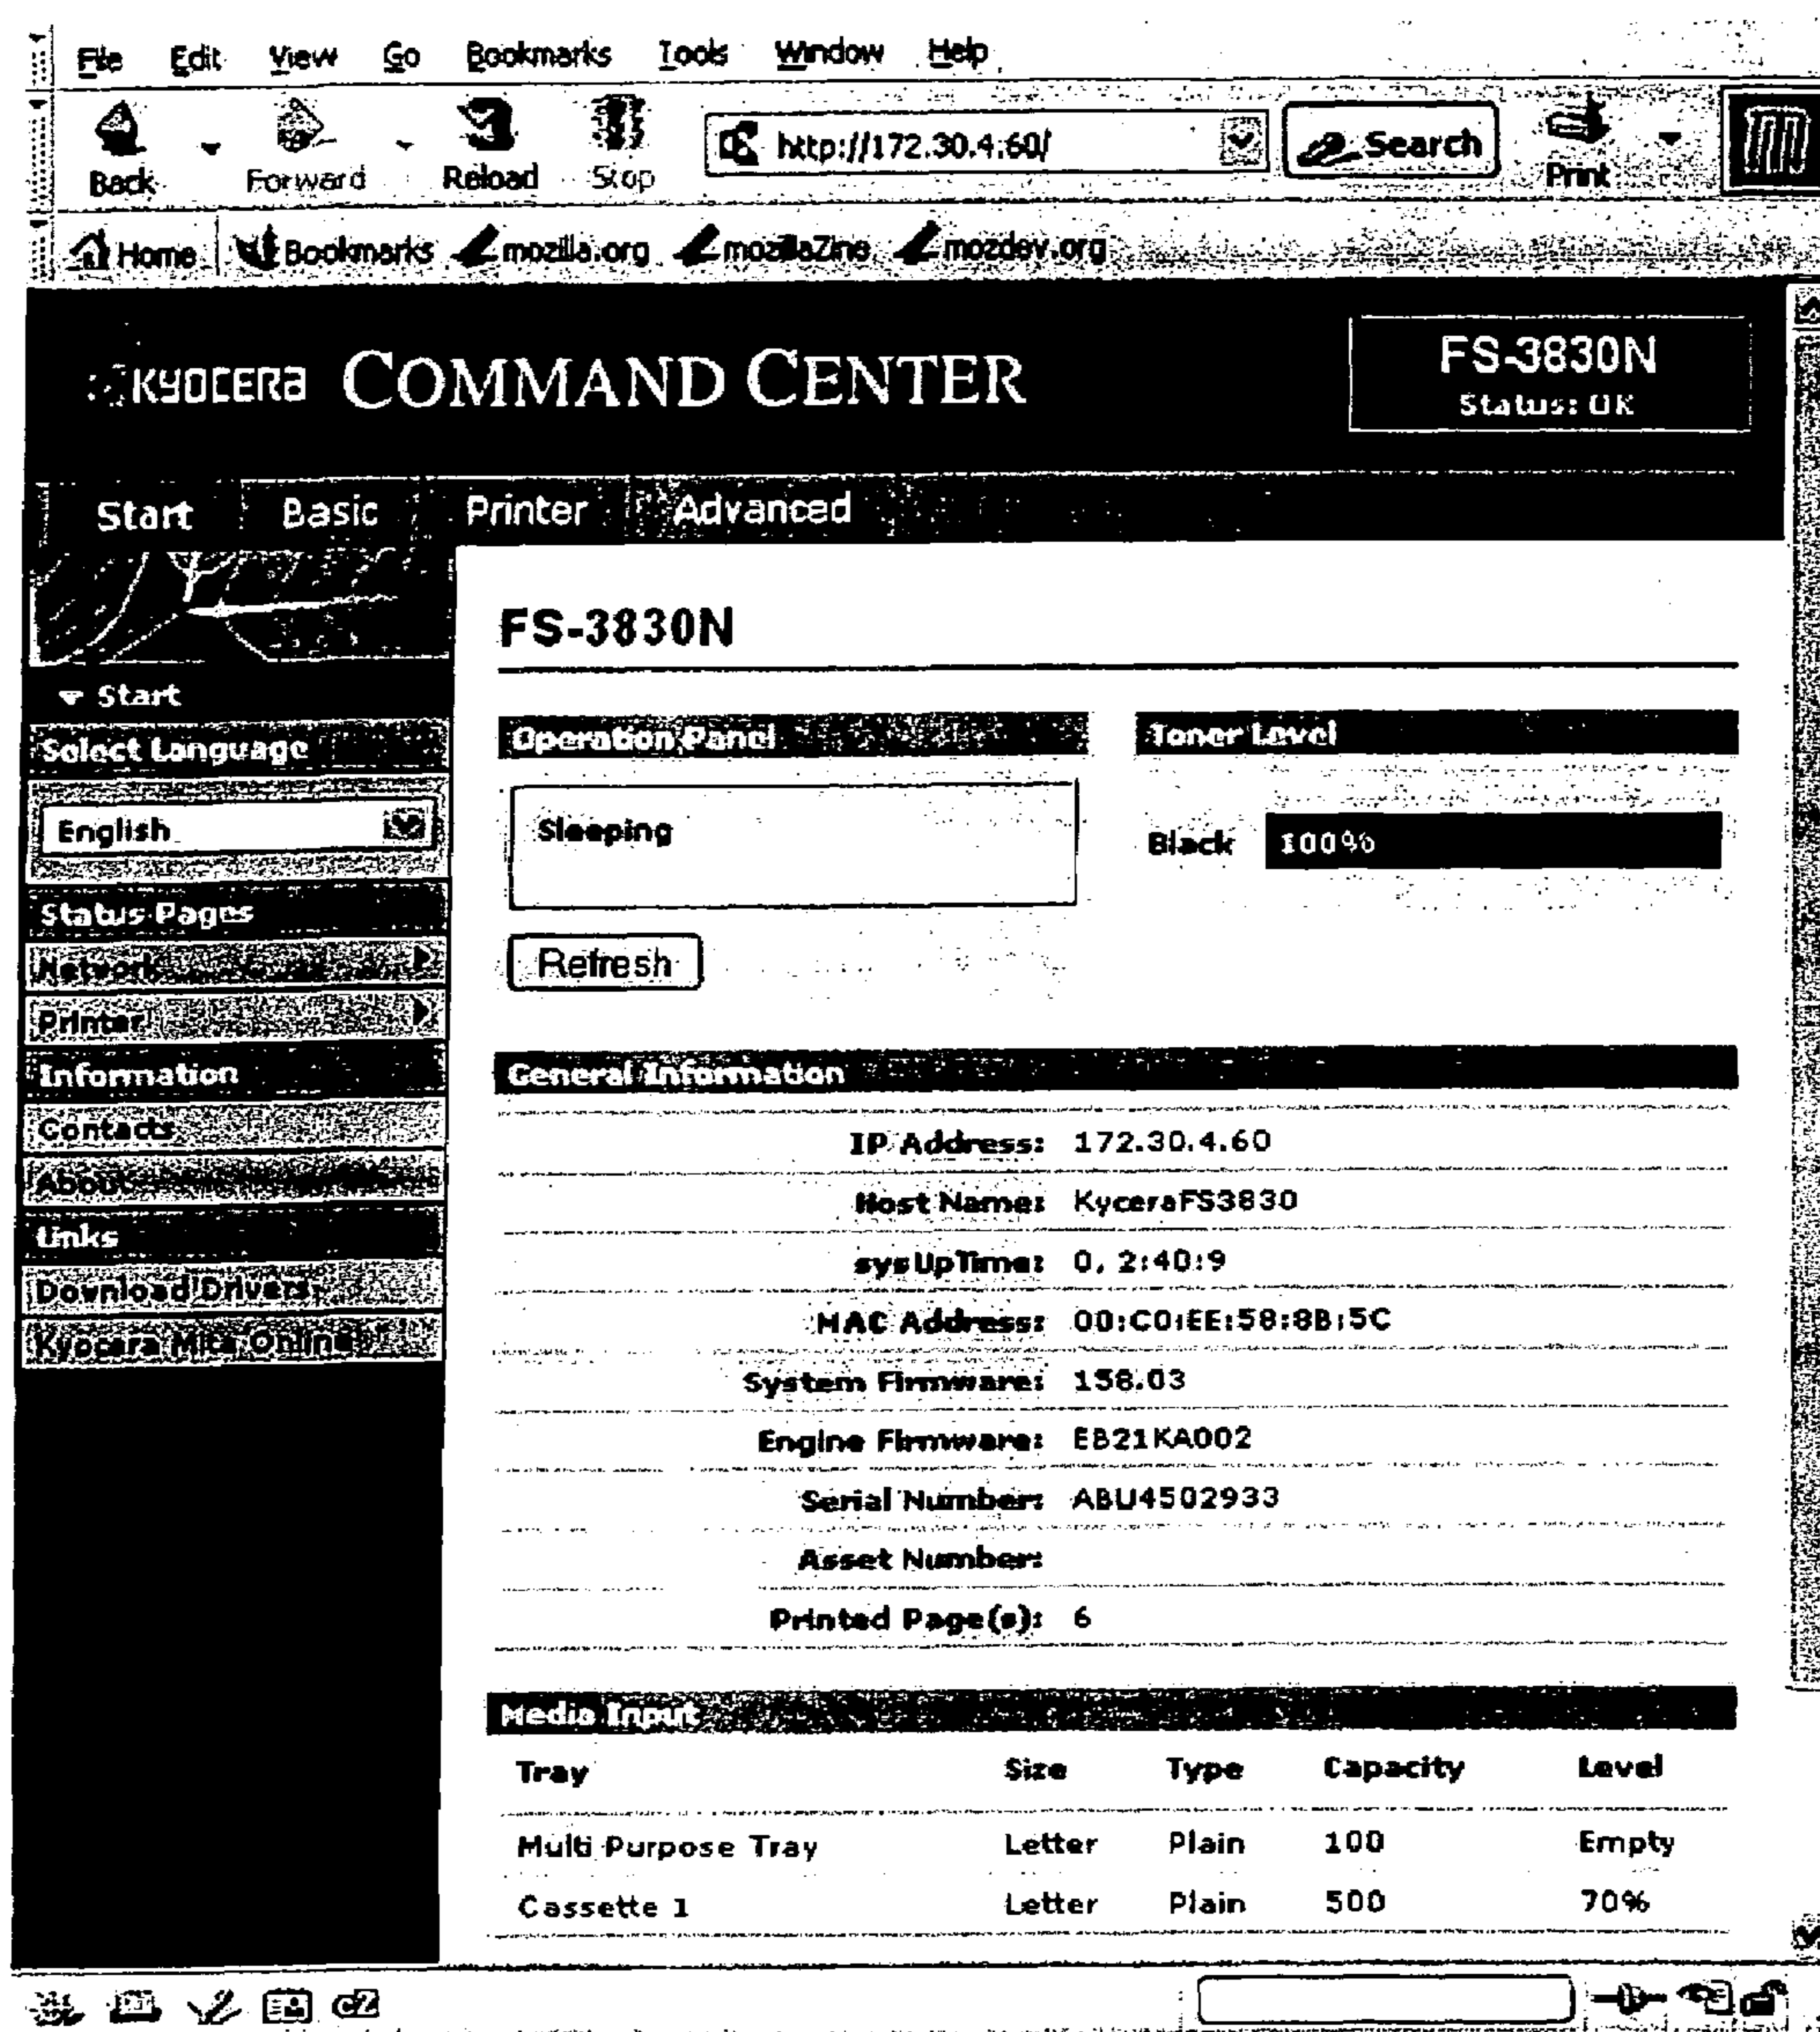 File Edit View Go Bookmarks Tools Window Help
Back Forward Reload Stop http://172.30.4.60/ Search Print
Home Bookmarks mozilla.org mozillaZine mozdev.org
KYOCERA COMMAND CENTER
FS-3830N
Status: OK
Start Basic Printer Advanced
Start
Select Language
English
Status Pages
Network
Printer
Information
Contacts
About
Links
Download Drivers
Kyocera Mita Online
FS-3830N
Operation Panel
Sleeping
Refresh
Toner Level
Black 100%
General Information
IP Address: 172.30.4.60
Host Name: KyceraFS3830
sysUpTime: 0, 2:40:9
MAC Address: 00:C0:EE:58:8B:5C
System Firmware: 158.03
Engine Firmware: EB21KA002
Serial Number: ABU4502933
Asset Number:
Printed Page(s): 6
Media Input
Tray Size Type Capacity Level
Multi Purpose Tray Letter Plain 100 Empty
Cassette 1 Letter Plain 500 70%